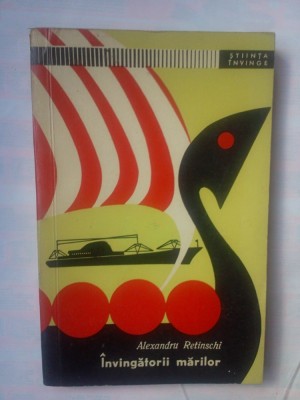 ȘTIINȚA
ÎNVINGE
Alexandru Retinschi
Învingătorii mărilor